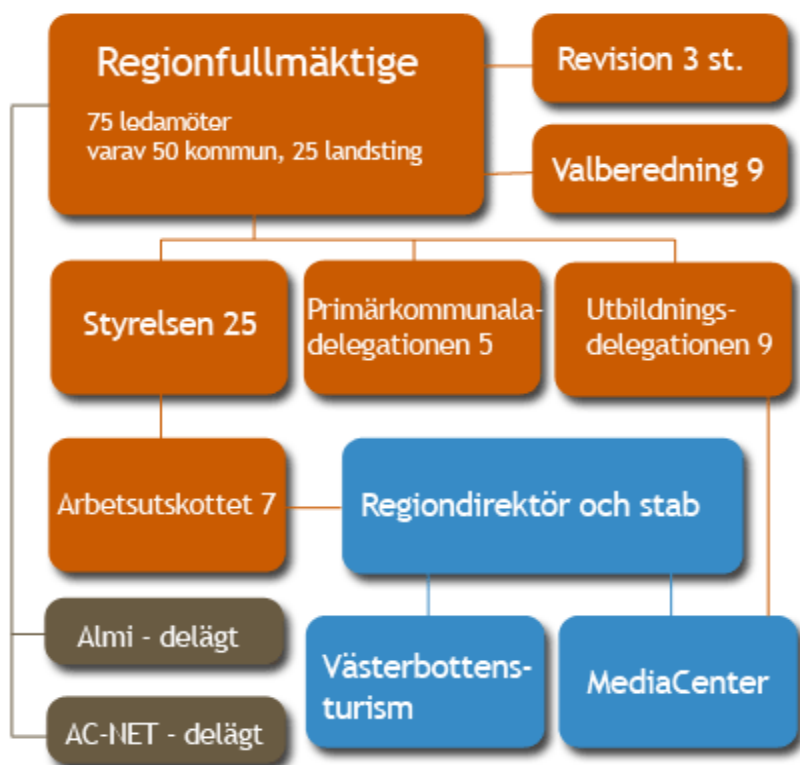 Regionfullmäktige
75 ledamöter
varav 50 kommun, 25 landsting
Revision 3 st.
Valberedning 9
Styrelsen 25
Primärkommunala-
delegationen 5
Utbildnings-
delegationen 9
Arbetsutskottet 7
Regiondirektör och stab
Almi - delägt
AC-NET - delägt
Västerbottens-
turism
MediaCenter